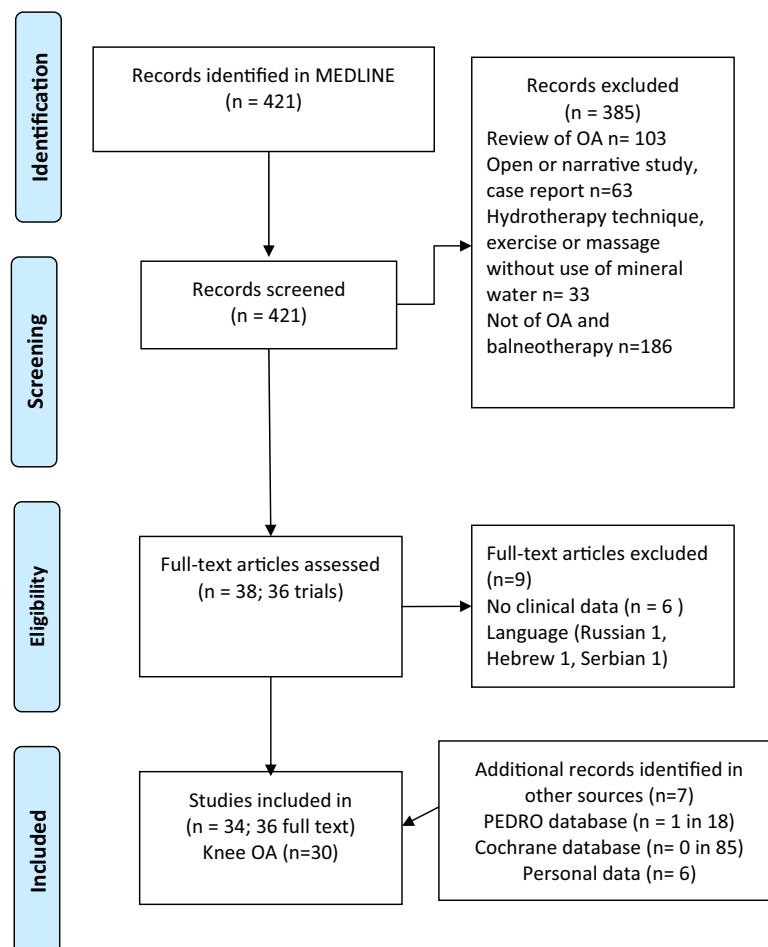 Identification
Records identified in MEDLINE
(n = 421)
Records excluded
(n = 385)
Review of OA n= 103
Open or narrative study,
case report n=63
Hydrotherapy technique,
exercise or massage
without use of mineral
water n= 33
Not of OA and
balneotherapy n=186
Screening
Records screened
(n = 421)
Eligibility
Full-text articles assessed
(n = 38; 36 trials)
Full-text articles excluded
(n=9)
No clinical data (n = 6 )
Language (Russian 1,
Hebrew 1, Serbian 1)
Included
Studies included in
(n = 34; 36 full text)
Knee OA (n=30)
Additional records identified in
other sources (n=7)
PEDRO database (n = 1 in 18)
Cochrane database (n= 0 in 85)
Personal data (n= 6)